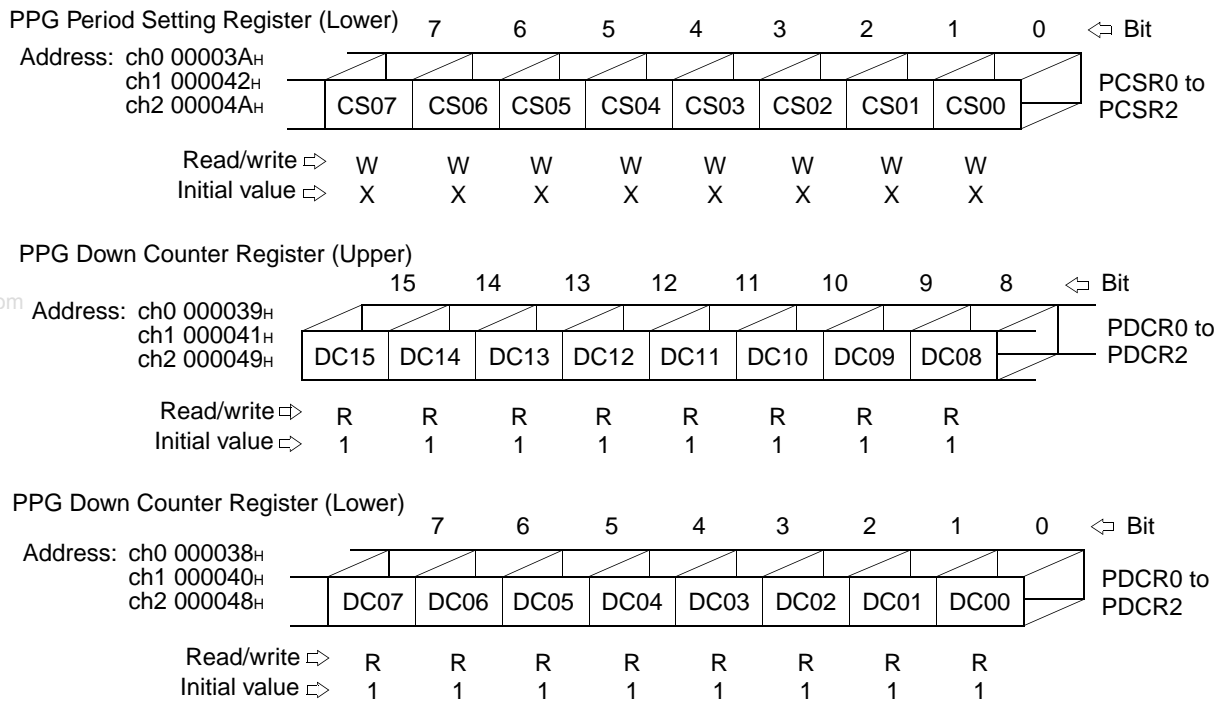 PPG Period Setting Register (Lower)
7 6 5 4 3 2 1 0 ⇦ Bit
Address: ch0 00003AH
ch1 000042H
ch2 00004AH
CS07 CS06 CS05 CS04 CS03 CS02 CS01 CS00
PCSR0 to
PCSR2
Read/write ⇨ W W W W W W W W
Initial value ⇨ X X X X X X X X
PPG Down Counter Register (Upper)
15 14 13 12 11 10 9 8 ⇦ Bit
om
Address: ch0 000039H
ch1 000041H
ch2 000049H
DC15 DC14 DC13 DC12 DC11 DC10 DC09 DC08
PDCR0 to
PDCR2
Read/write ⇨ R R R R R R R R
Initial value ⇨ 1 1 1 1 1 1 1 1
PPG Down Counter Register (Lower)
7 6 5 4 3 2 1 0 ⇦ Bit
Address: ch0 000038H
ch1 000040H
ch2 000048H
DC07 DC06 DC05 DC04 DC03 DC02 DC01 DC00
PDCR0 to
PDCR2
Read/write ⇨ R R R R R R R R
Initial value ⇨ 1 1 1 1 1 1 1 1